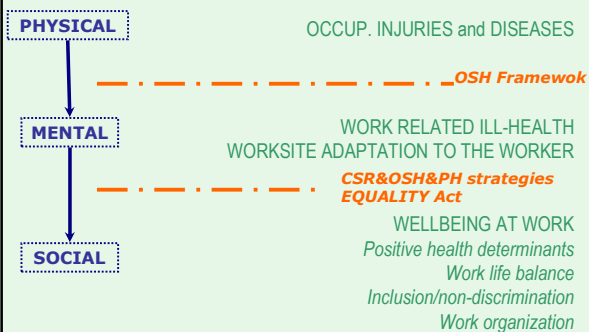 PHYSICAL
OCCUP. INJURIES and DISEASES
OSH Framewok
MENTAL
WORK RELATED ILL-HEALTH
WORKSITE ADAPTATION TO THE WORKER
CSR&OSH&PH strategies
EQUALITY Act
SOCIAL
WELLBEING AT WORK
Positive health determinants
Work life balance
Inclusion/non-discrimination
Work organization